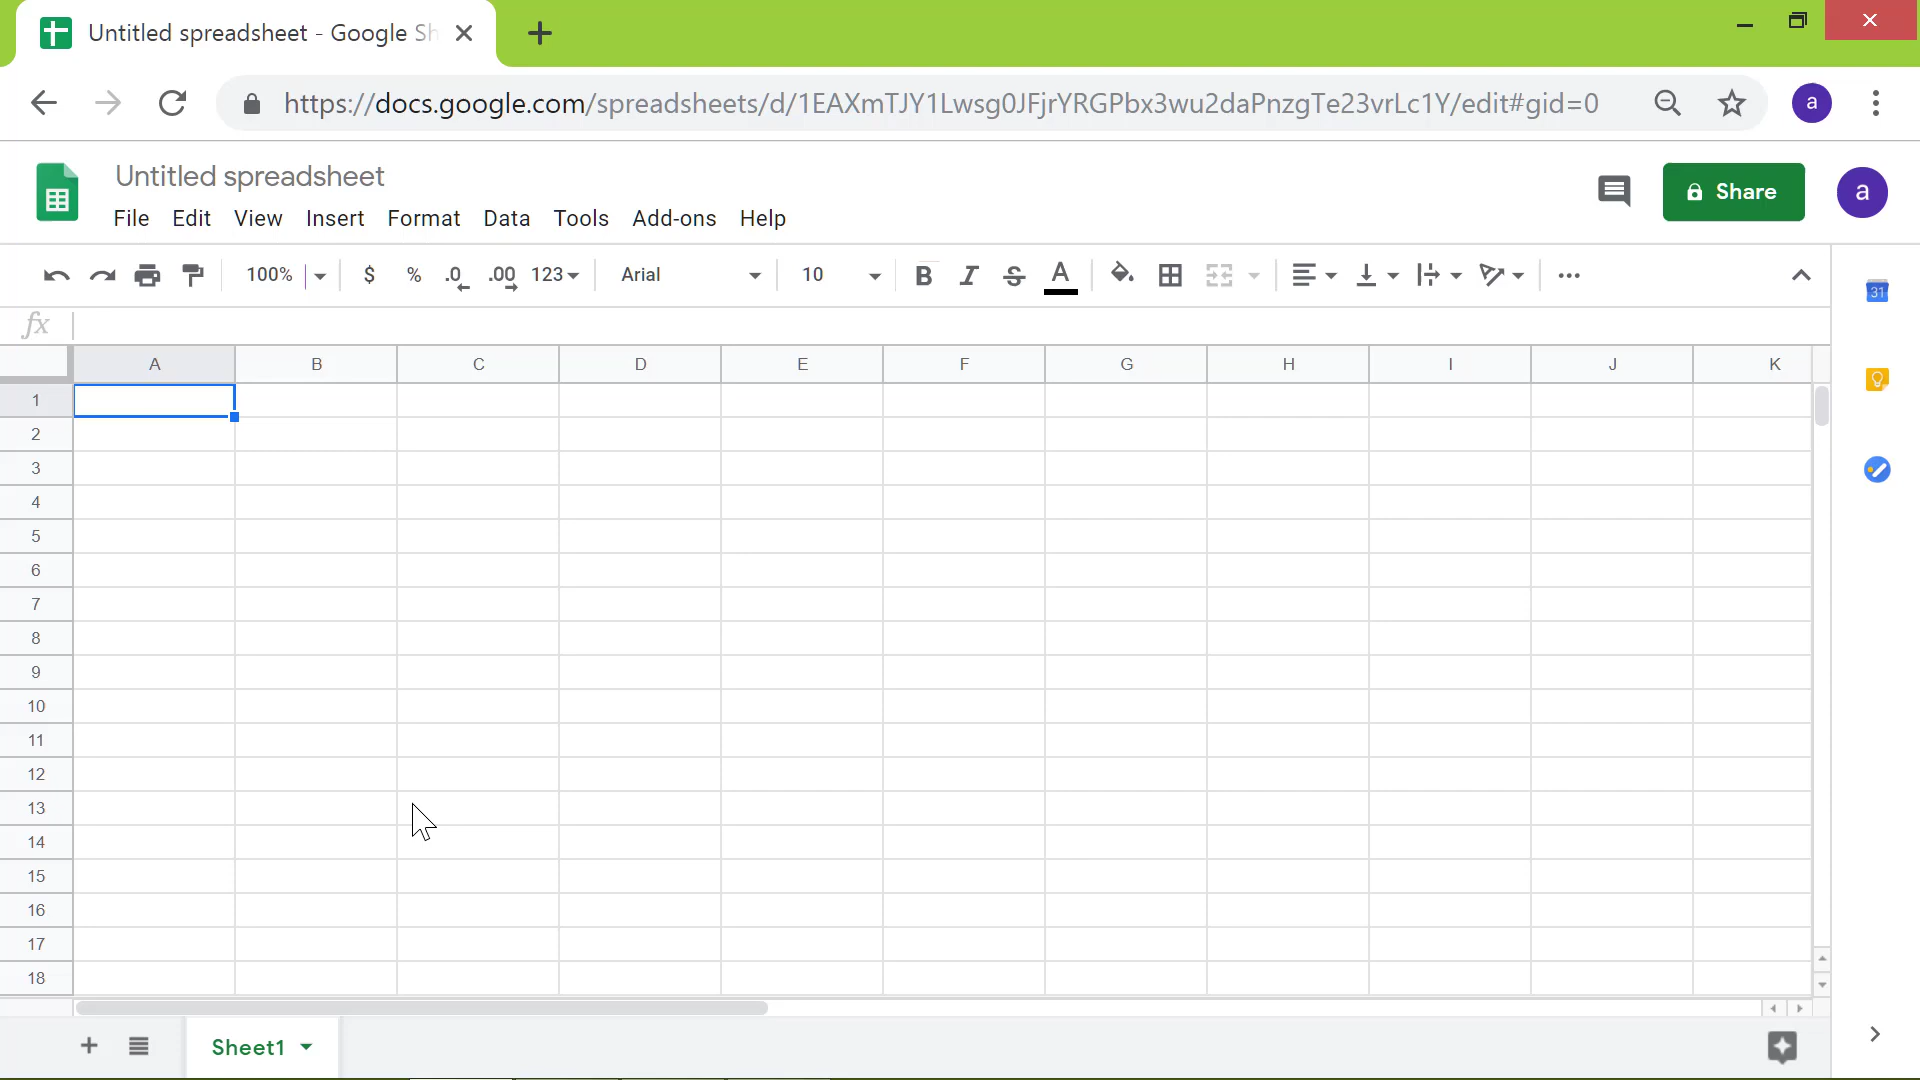 Untitled spreadsheet - Google Sh
https://docs.google.com/spreadsheets/d/1EAXmTJY1Lwsg0JFjrYRGPbx3wu2daPnzgTe23vrLc1Y/edit#gid=0
a
Untitled spreadsheet
File Edit View Insert Format Data Tools Add-ons Help
Share
a
100% $ % .0 .00 123 Arial 10 B I S A
31
fx
A B C D E F G H I J K
1
2
3
4
5
6
7
8
9
10
11
12
13
14
15
16
17
18
Sheet1